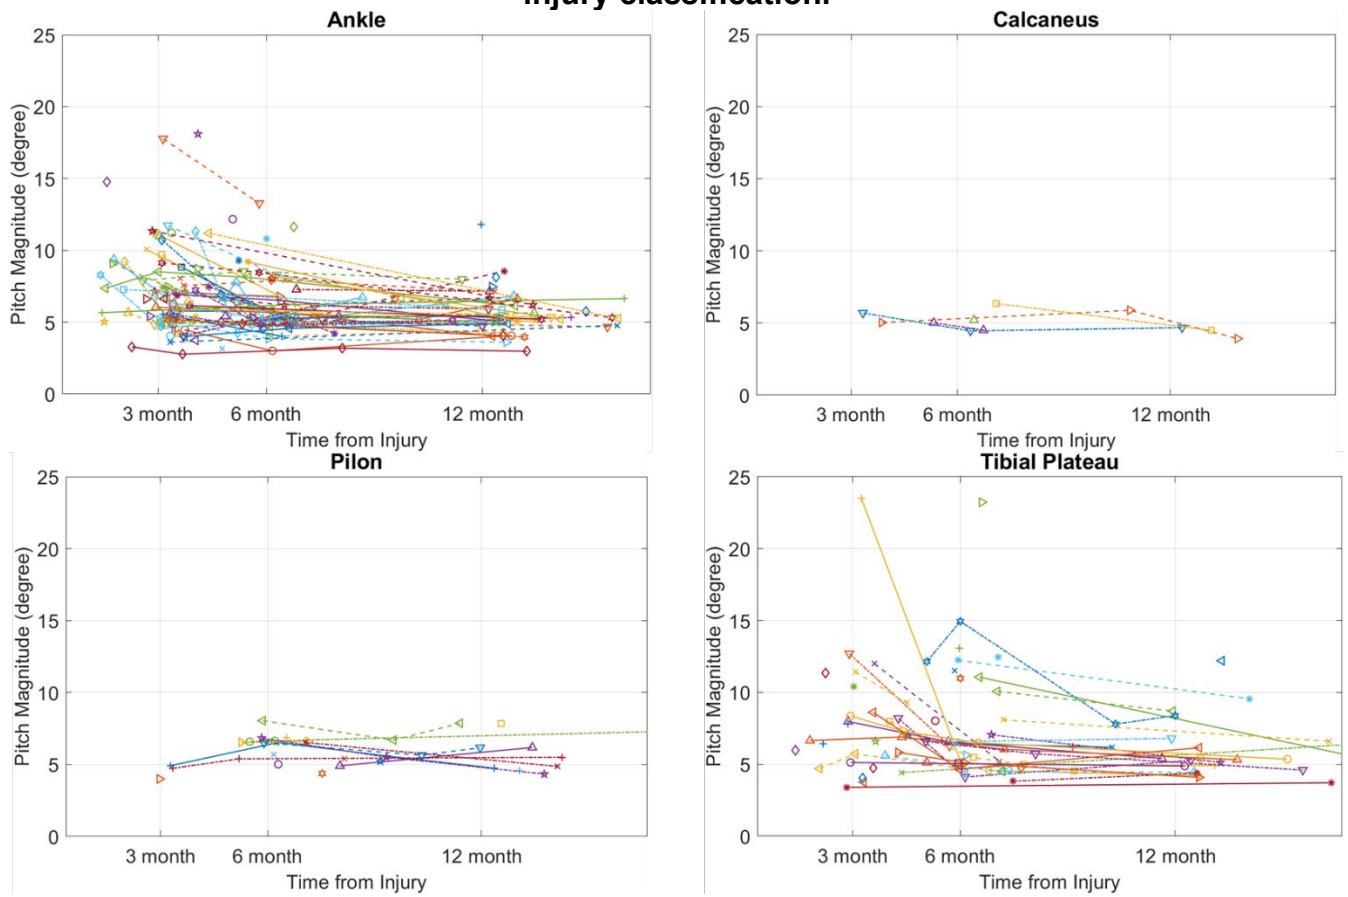 injury classification.
Ankle
25
20
15
10
5
0
Pitch Magnitude (degree)
3 month 6 month 12 month
Time from Injury
Calcaneus
25
20
15
10
5
0
Pitch Magnitude (degree)
3 month 6 month 12 month
Time from Injury
Pilon
25
20
15
10
5
0
Pitch Magnitude (degree)
3 month 6 month 12 month
Time from Injury
Tibial Plateau
25
20
15
10
5
0
Pitch Magnitude (degree)
3 month 6 month 12 month
Time from Injury